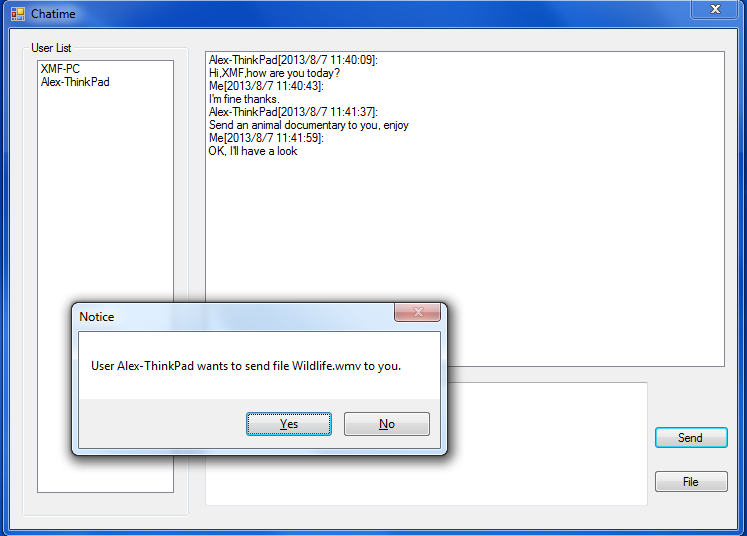 Chatime
User List
XMF-PC
Alex-ThinkPad
Alex-ThinkPad[2013/8/7 11:40:09]:
Hi,XMF,how are you today?
Me[2013/8/7 11:40:43]:
I'm fine thanks.
Alex-ThinkPad[2013/8/7 11:41:37]:
Send an animal documentary to you, enjoy
Me[2013/8/7 11:41:59]:
OK, I'll have a look
Notice
User Alex-ThinkPad wants to send file Wildlife.wmv to you.
Yes
No
Send
File